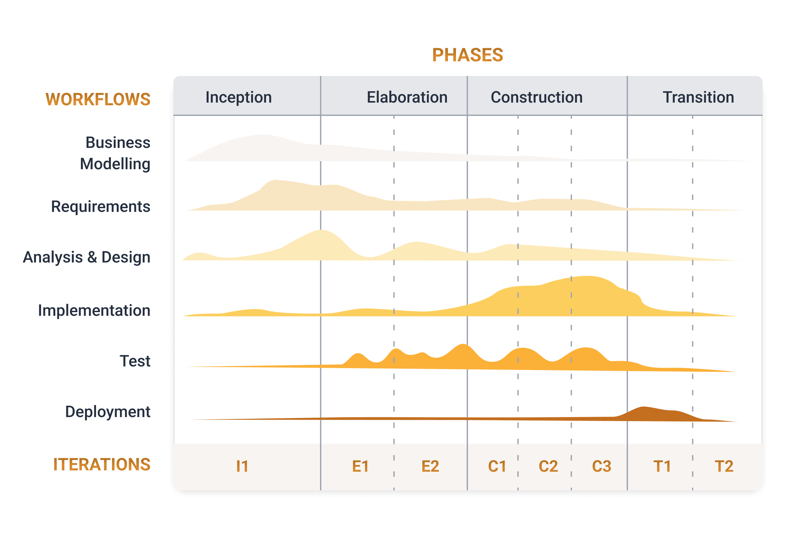 PHASES
WORKFLOWS
Inception
Elaboration
Construction
Transition
Business
Modelling
Requirements
Analysis & Design
Implementation
Test
Deployment
ITERATIONS
I1
E1
E2
C1
C2
C3
T1
T2